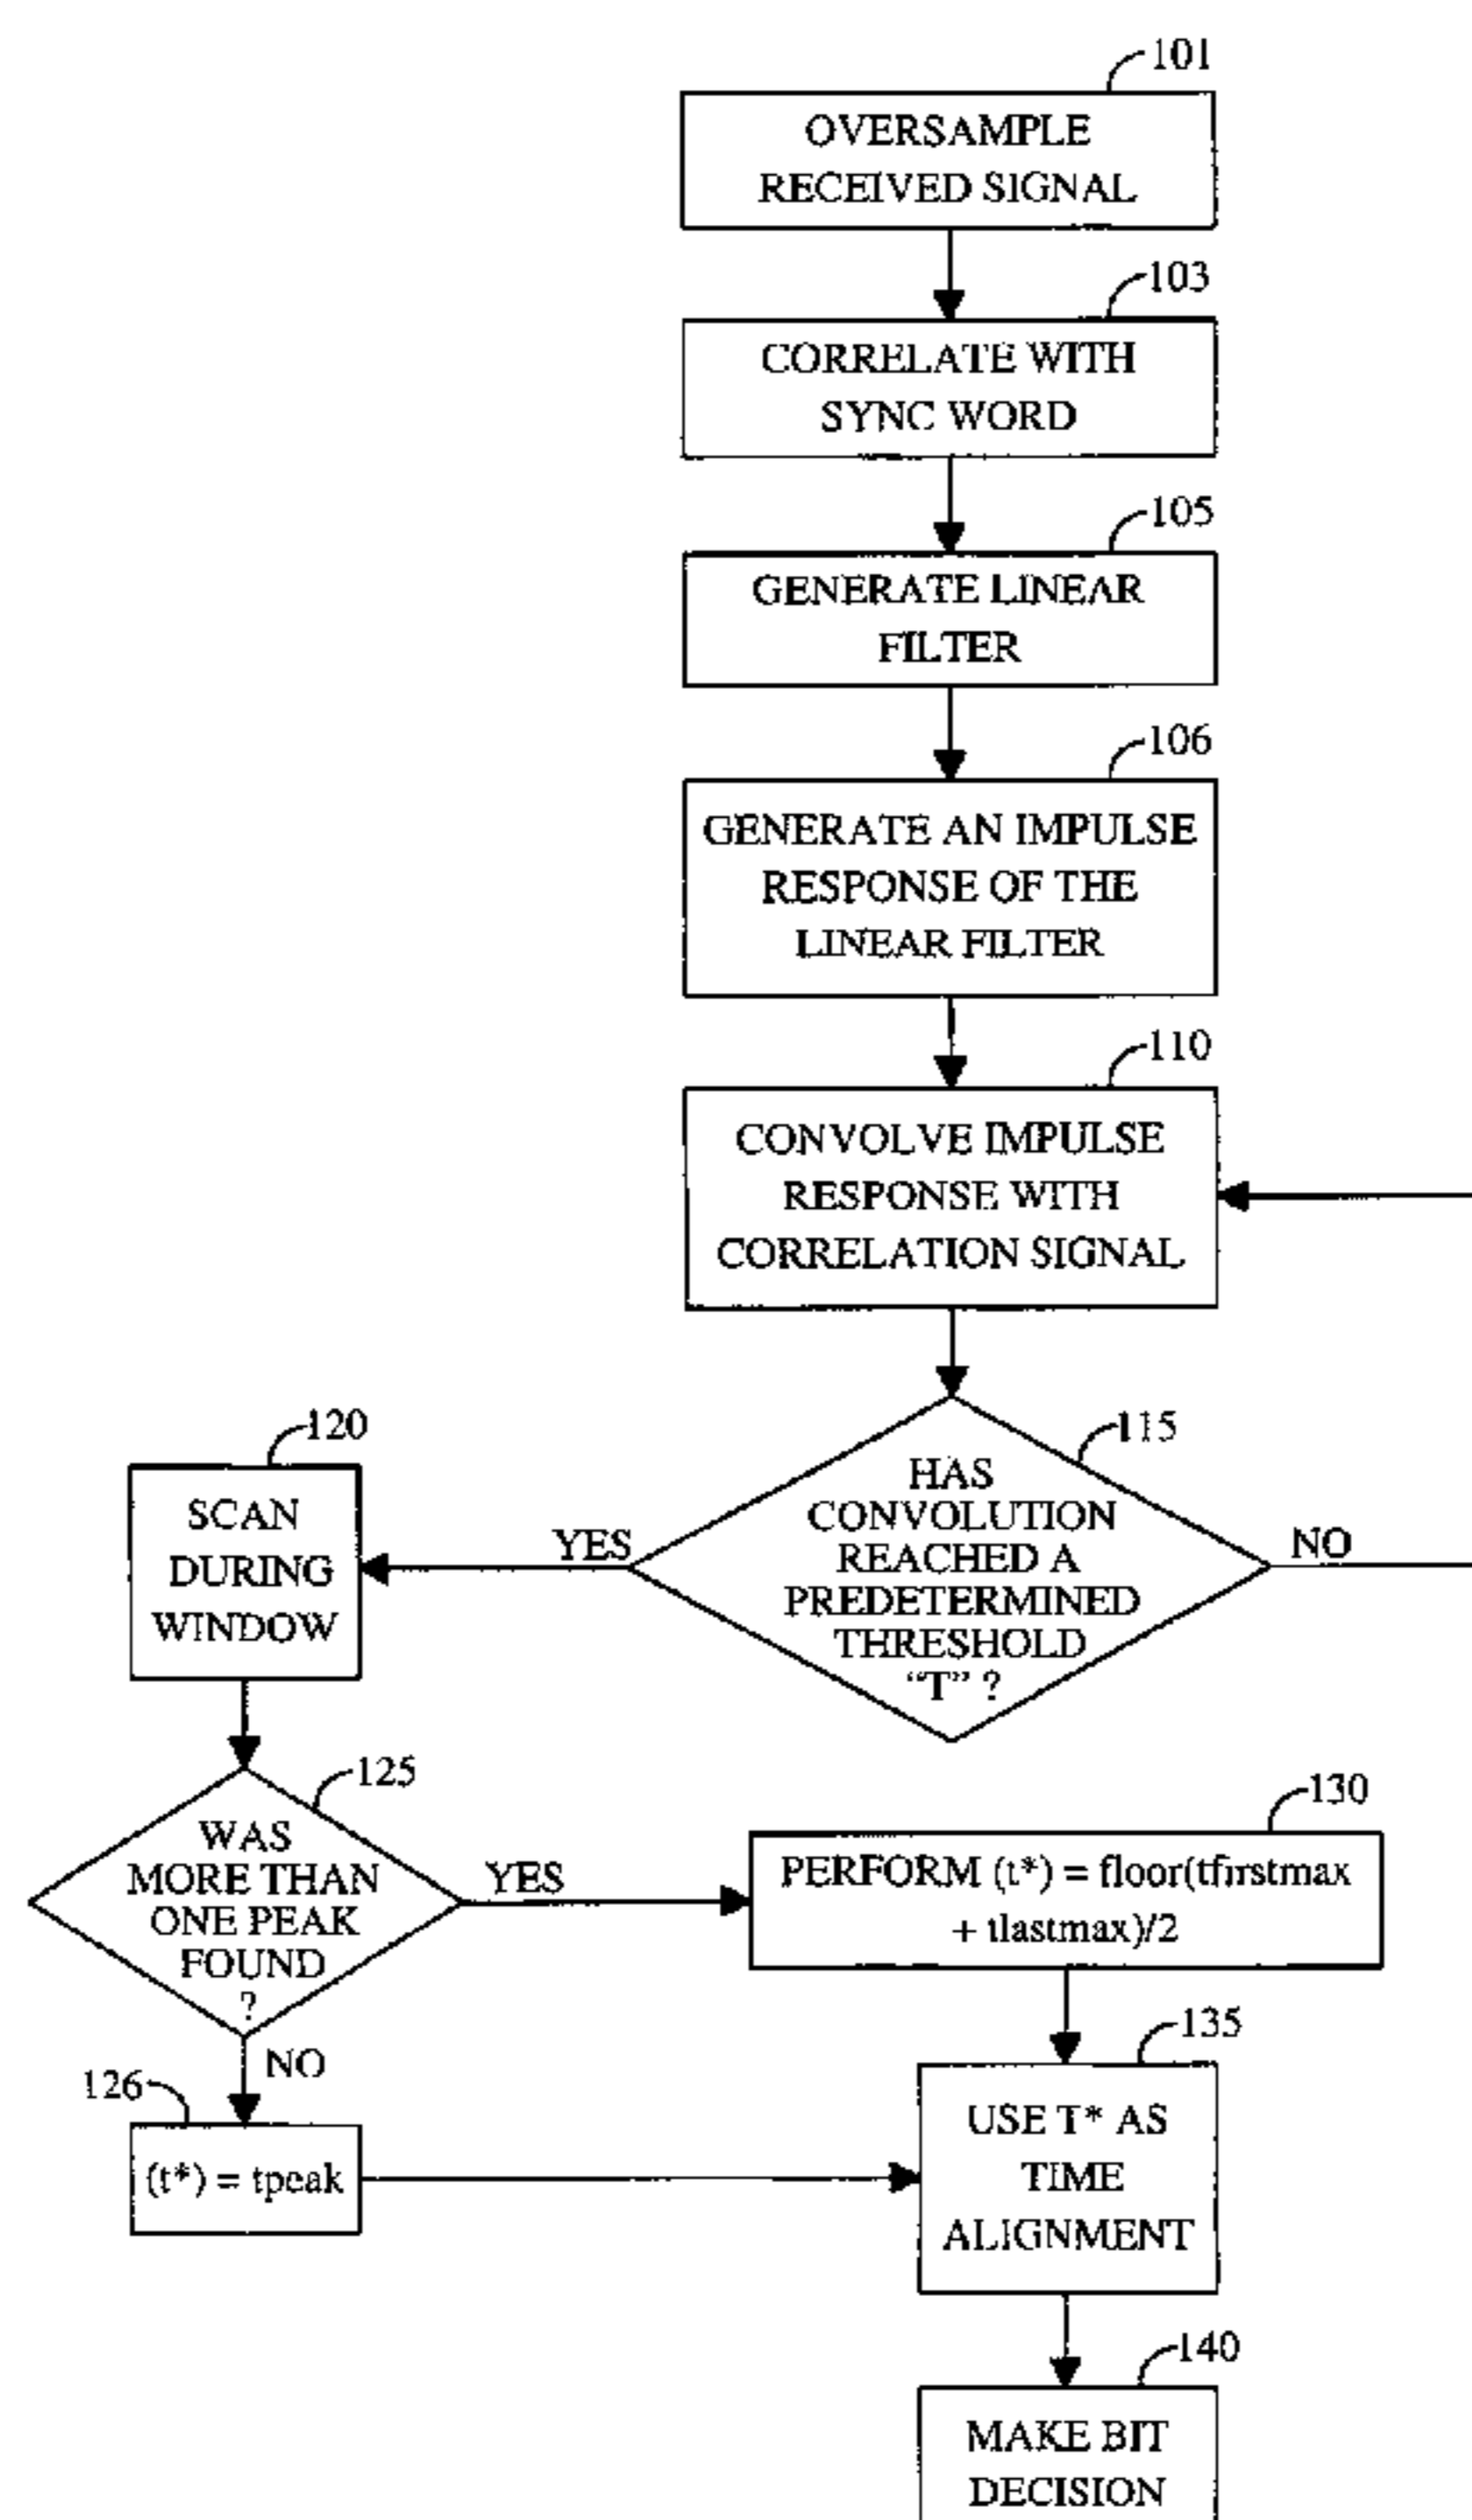 101
OVERSAMPLE
RECEIVED SIGNAL
103
CORRELATE WITH
SYNC WORD
105
GENERATE LINEAR
FILTER
106
GENERATE AN IMPULSE
RESPONSE OF THE
LINEAR FILTER
110
CONVOLVE IMPULSE
RESPONSE WITH
CORRELATION SIGNAL
115
HAS
CONVOLUTION
REACHED A
PREDETERMINED
THRESHOLD
“T” ?
NO
YES
120
SCAN
DURING
WINDOW
125
WAS
MORE THAN
ONE PEAK
FOUND
?
YES
NO
130
PERFORM (t*) = floor(tfirstmax
+ tlastmax)/2
126
(t*) = tpeak
135
USE T* AS
TIME
ALIGNMENT
140
MAKE BIT
DECISION